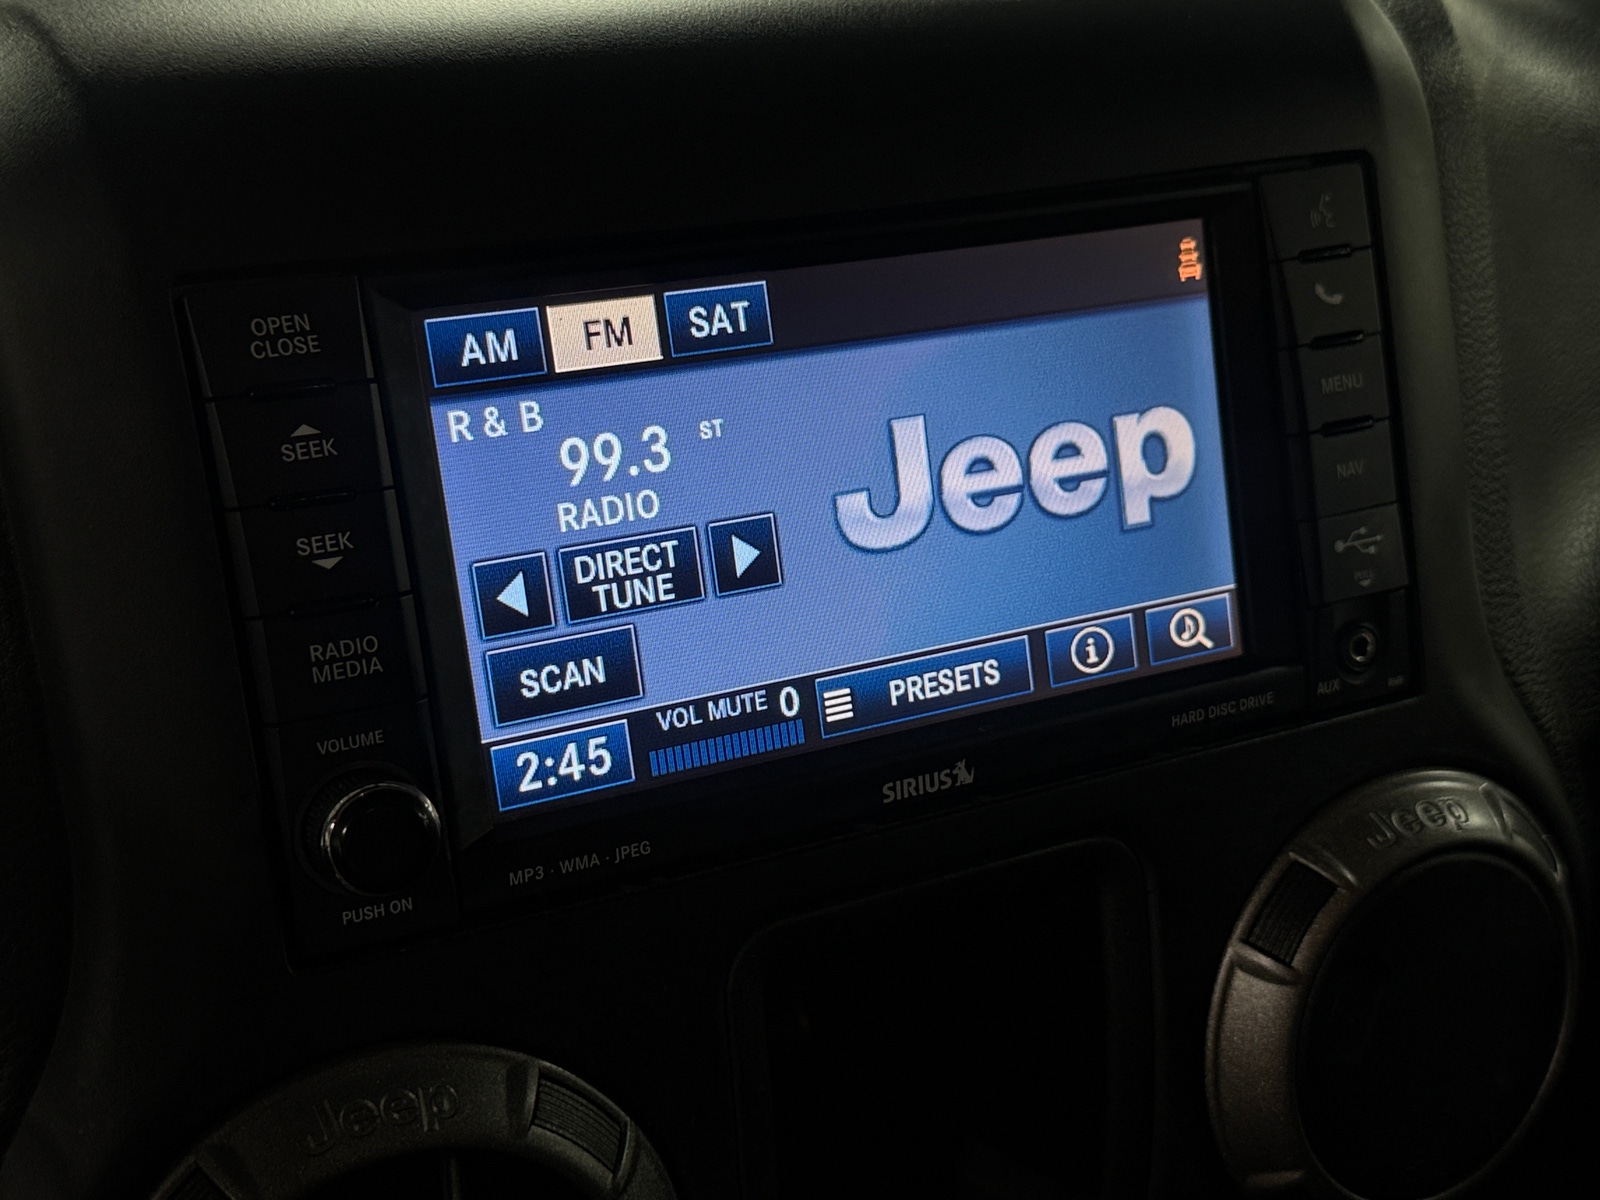 OPEN
CLOSE
SEEK
SEEK
RADIO
MEDIA
VOLUME
PUSH ON
AM
FM
SAT
R & B
99.3
ST
RADIO
DIRECT
TUNE
SCAN
2:45
VOL MUTE 0
PRESETS
Jeep
MENU
NAV
PULL
AUX
HARD DISC DRIVE
SIRIUS
MP3 · WMA · JPEG
Jeep
Jeep